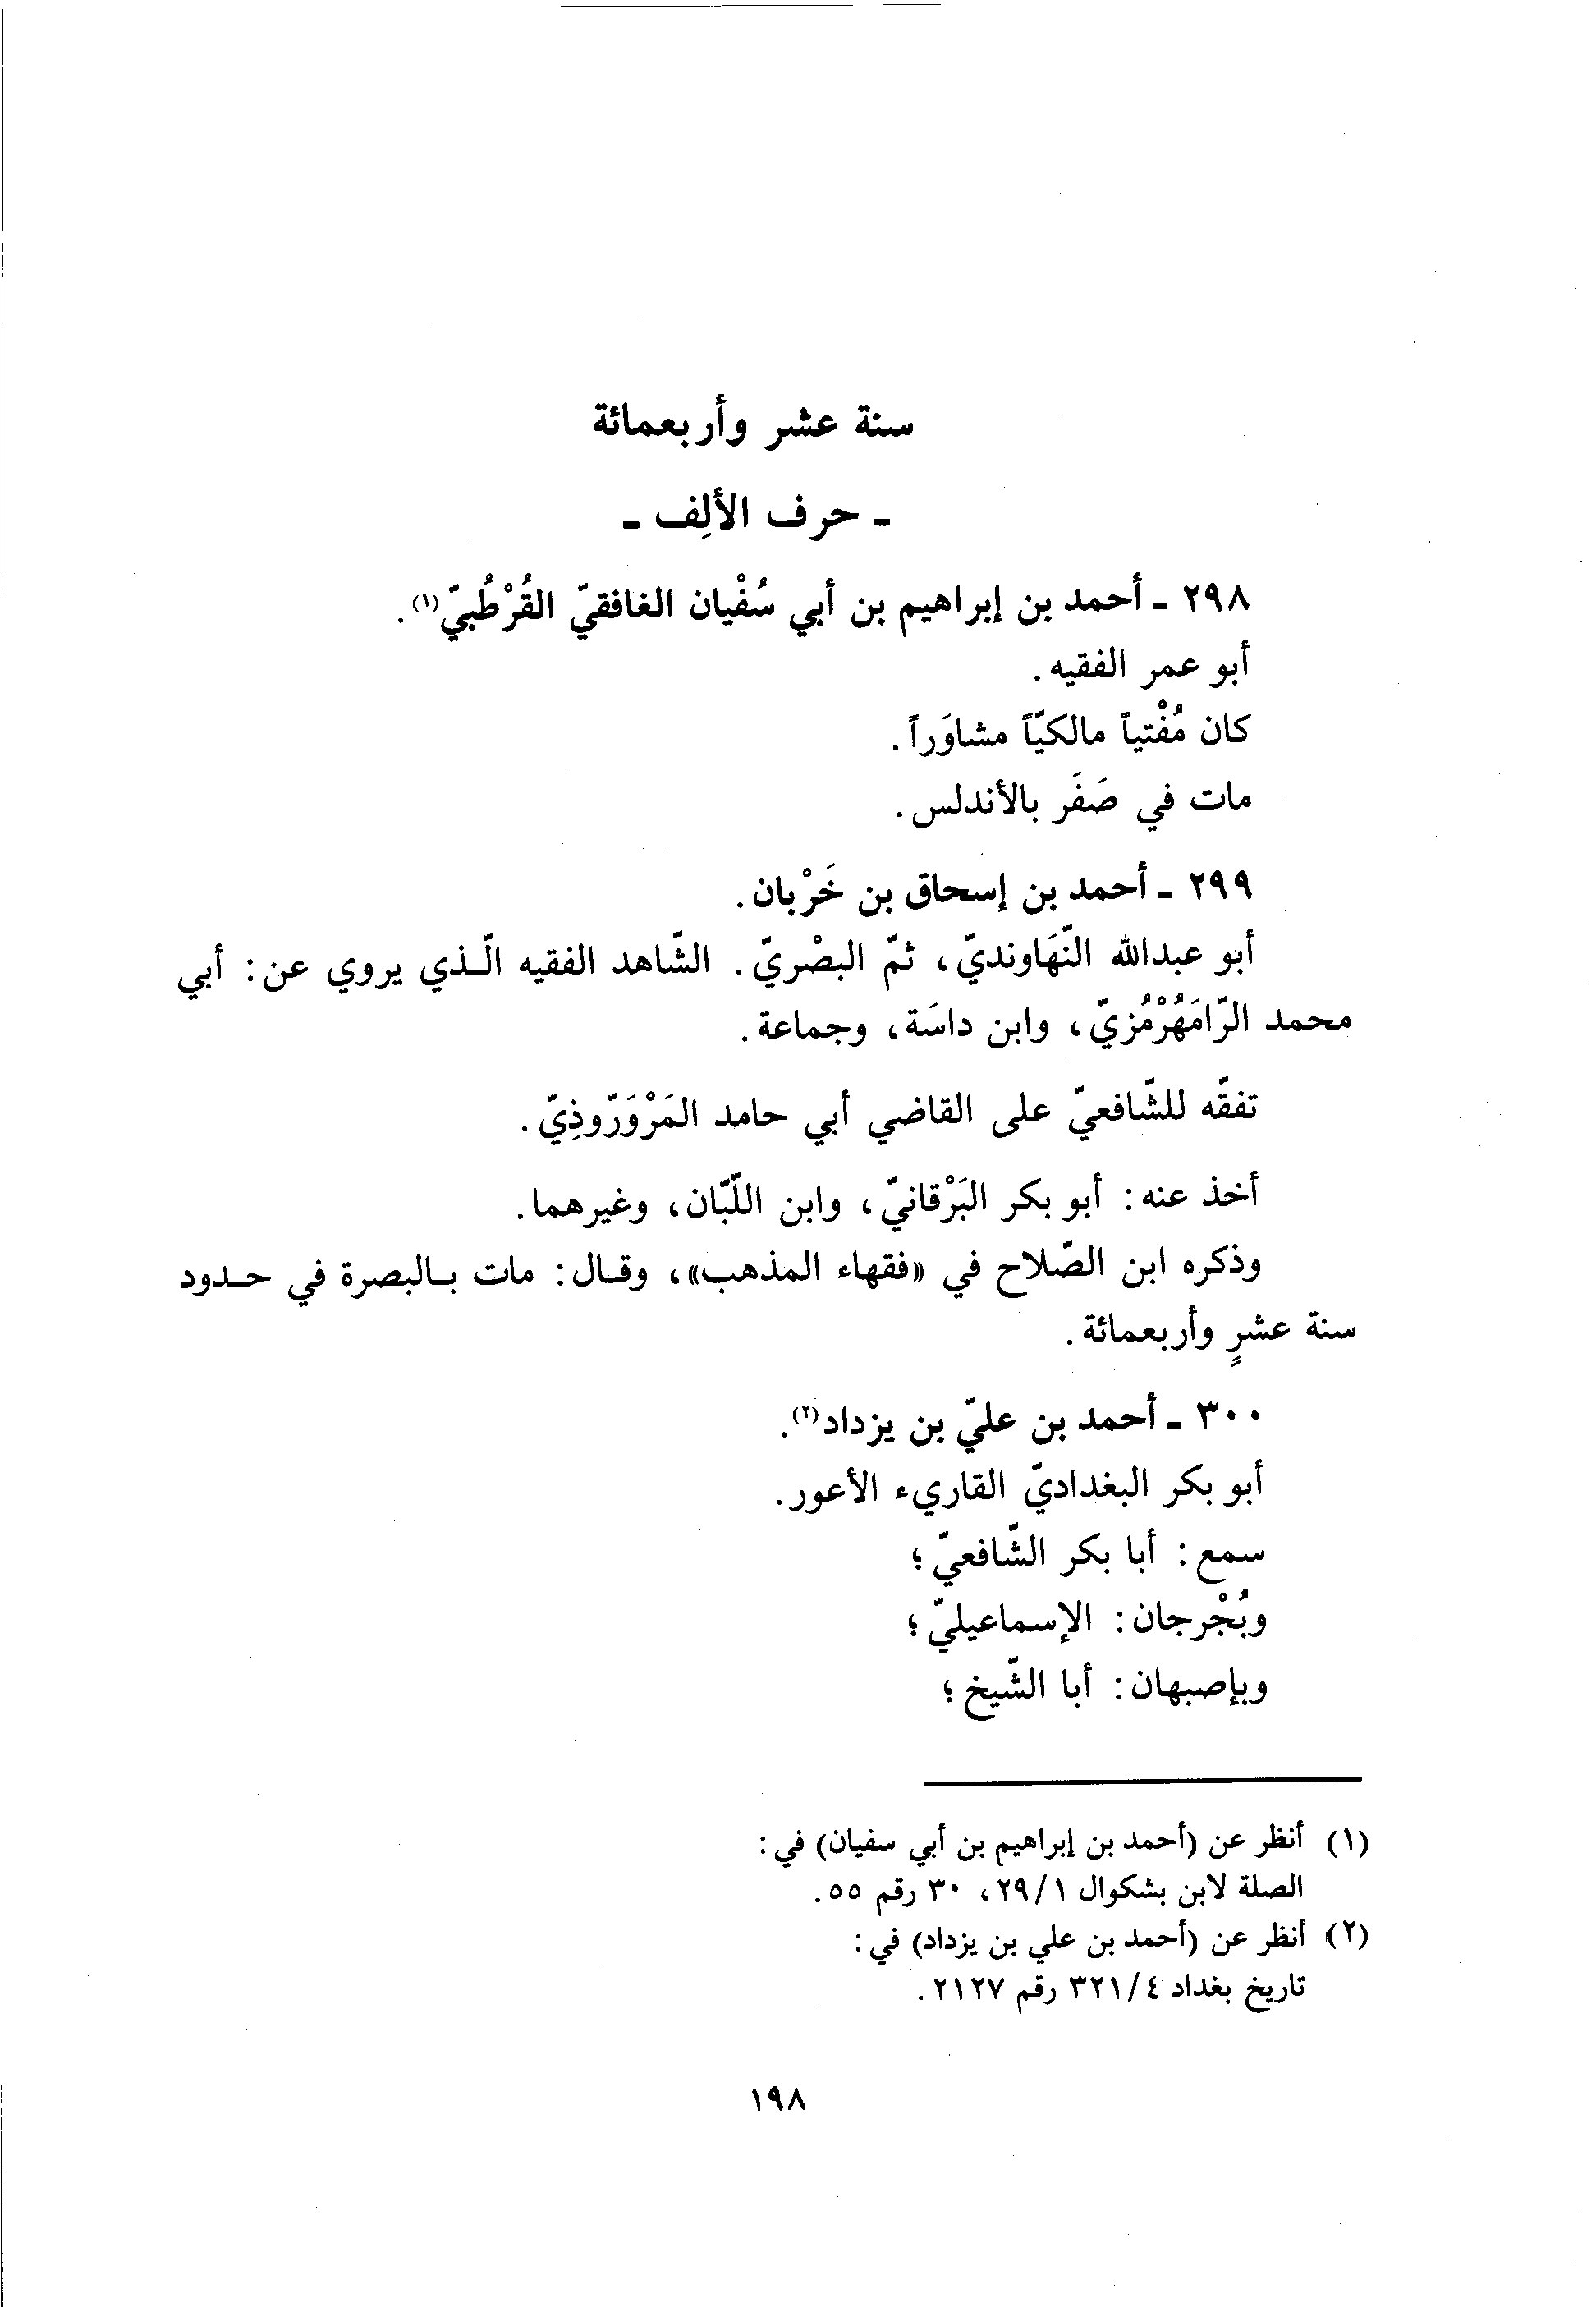 سنة عشر وأربعمائة
ـ حرف الألِف ـ
٢٩٨ ـ أحمد بن إبراهيم بن أبي سُفْيان الغافقيّ القُرْطُبيّ(١).
أبو عمر الفقيه.
كان مُفْتياً مالكيّاً مشاوَراً.
مات في صَفَر بالأندلس.
٢٩٩ ـ أحمد بن إسحاق بن خَرْبان.
أبو عبدالله النّهَاونديّ، ثمّ البصْريّ. الشّاهد الفقيه الّـذي يروي عن: أبي
محمد الرّامَهُرْمُزيّ، وابن داسَة، وجماعة.
تفقّه للشّافعيّ على القاضي أبي حامد المَرْوَرّوذِيّ.
أخذ عنه: أبو بكر البَرْقانيّ، وابن اللّبّان، وغيرهما.
وذكره ابن الصّلاح في «فقهاء المذهب»، وقـال: مات بـالبصرة في حـدود
سنة عشرٍ وأربعمائة.
٣٠٠ ـ أحمد بن عليّ بن يزداد(٢).
أبو بكر البغداديّ القاريء الأعور.
سمع: أبا بكر الشّافعيّ؛
وبُجْرجان: الإسماعيليّ؛
وبإصبهان: أبا الشّيخ؛
(١) أنظر عن (أحمد بن إبراهيم بن أبي سفيان) في:
الصلة لابن بشكوال ٢٩/١، ٣٠ رقم ٥٥.
(٢) أنظر عن (أحمد بن علي بن يزداد) في:
تاريخ بغداد ٣٢١/٤ رقم ٢١٢٧.
١٩٨